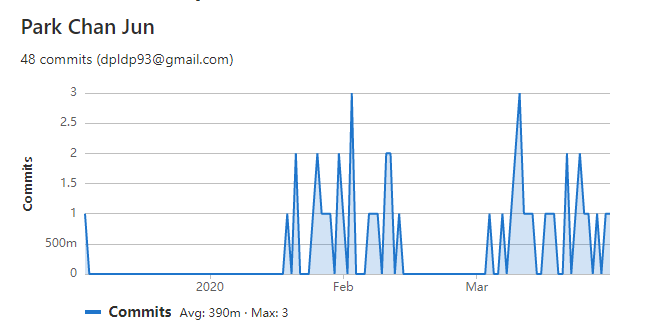 Park Chan Jun
48 commits (dpldp93@gmail.com)
3
2.5
2
1.5
1
500m
0
Commits
2020
Feb
Mar
Commits Avg: 390m · Max: 3